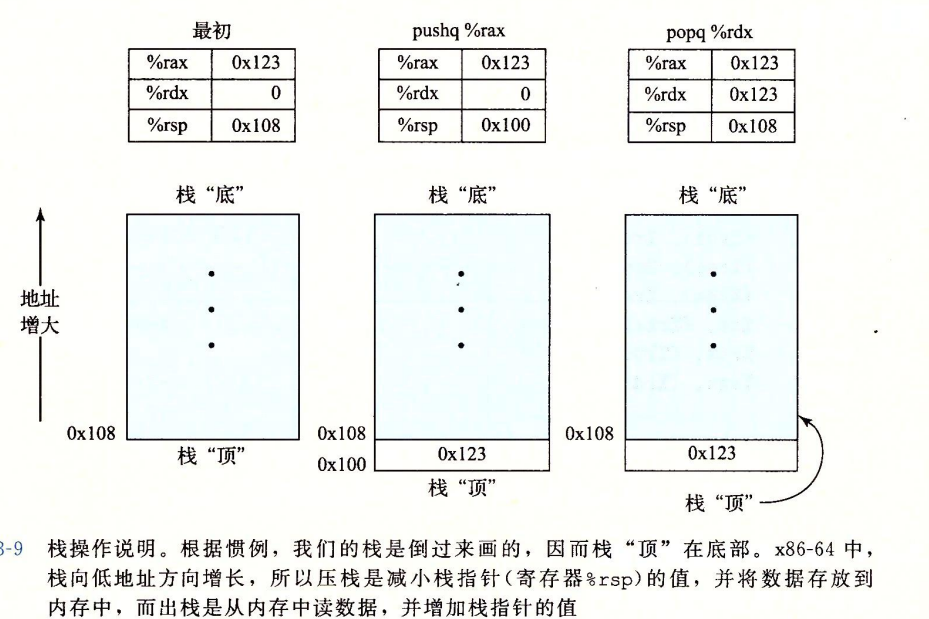 最初
%rax 0x123
%rdx 0
%rsp 0x108
pushq %rax
%rax 0x123
%rdx 0
%rsp 0x100
popq %rdx
%rax 0x123
%rdx 0x123
%rsp 0x108
栈“底”
栈“底”
栈“底”
地址
增大
0x108
栈“顶”
0x108
0x123
0x100
栈“顶”
0x108
0x123
栈“顶”
3-9 栈操作说明。根据惯例，我们的栈是倒过来画的，因而栈“顶”在底部。x86-64 中，
栈向低地址方向增长，所以压栈是减小栈指针(寄存器%rsp)的值，并将数据存放到
内存中，而出栈是从内存中读数据，并增加栈指针的值